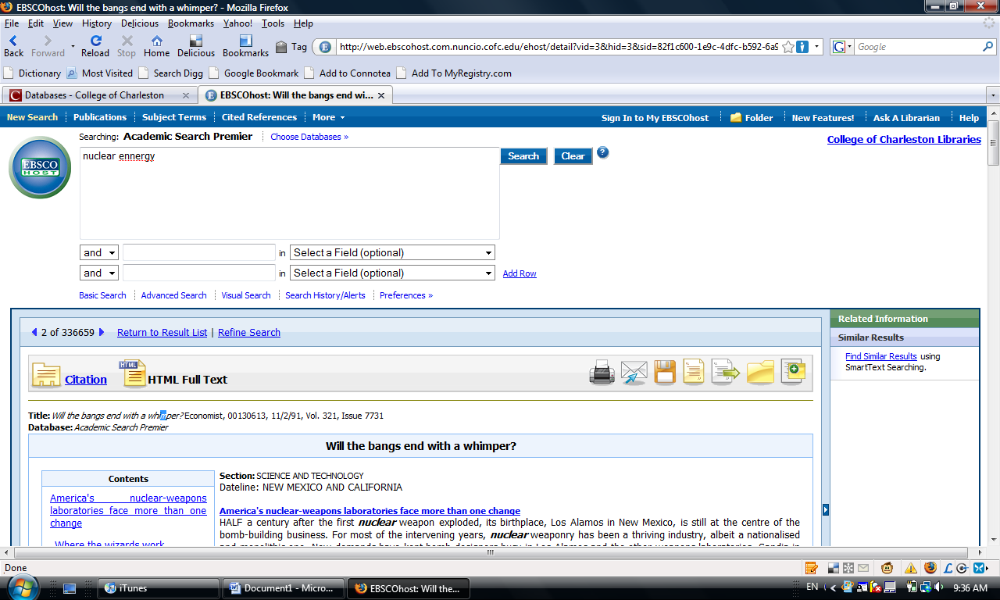 EBSCOhost: Will the bangs end with a whimper? - Mozilla Firefox
File Edit View History Delicious Bookmarks Yahoo! Tools Help
Back Forward Reload Stop Home Delicious Bookmarks Tag http://web.ebscohost.com.nuncio.cofc.edu/ehost/detail?vid=3&hid=3&sid=82f1c600-1e9c-4dfc-b592-6a9 Google
Dictionary Most Visited Search Digg Google Bookmark Add to Connotea Add To MyRegistry.com
Databases - College of Charleston EBSCOhost: Will the bangs end wi...
New Search Publications Subject Terms Cited References More Sign In to My EBSCOhost Folder New Features! Ask A Librarian Help
Searching: Academic Search Premier Choose Databases »
College of Charleston Libraries
EBSCO
HOST
nuclear ennergy
Search Clear ?
and in Select a Field (optional)
and in Select a Field (optional) Add Row
Basic Search Advanced Search Visual Search Search History/Alerts Preferences »
2 of 336659 Return to Result List | Refine Search
Related Information
Similar Results
Find Similar Results using
SmartText Searching.
Citation HTML HTML Full Text
Title: Will the bangs end with a whimper? Economist, 00130613, 11/2/91, Vol. 321, Issue 7731
Database: Academic Search Premier
Will the bangs end with a whimper?
Contents
America's nuclear-weapons
laboratories face more than one
change
Where the wizards work
Section: SCIENCE AND TECHNOLOGY
Dateline: NEW MEXICO AND CALIFORNIA
America's nuclear-weapons laboratories face more than one change
HALF a century after the first nuclear weapon exploded, its birthplace, Los Alamos in New Mexico, is still at the centre of the
bomb-building business. For most of the intervening years, nuclear weaponry has been a thriving industry, albeit a nationalised
Done
iTunes Document1 - Micro... EBSCOhost: Will the... EN 9:36 AM